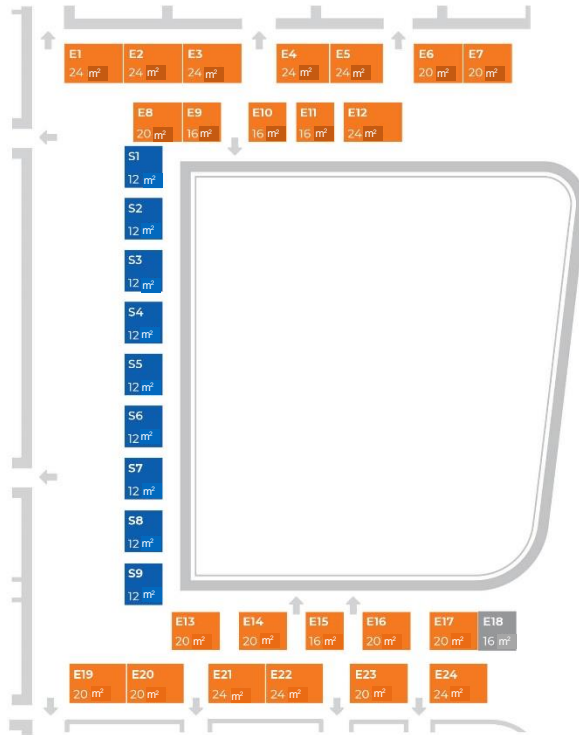 E1 E2 E3 E4 E5 E6 E7
24 m² 24 m² 24 m² 24 m² 24 m² 20 m² 20 m²
E8 E9 E10 E11 E12
20 m² 16 m² 16 m² 16 m² 24 m²
S1
12 m²
S2
12 m²
S3
12 m²
S4
12 m²
S5
12 m²
S6
12 m²
S7
12 m²
S8
12 m²
S9
12 m²
E13 E14 E15 E16 E17 E18
20 m² 20 m² 16 m² 20 m² 20 m² 16 m²
E19 E20 E21 E22 E23 E24
20 m² 20 m² 24 m² 24 m² 20 m² 24 m²